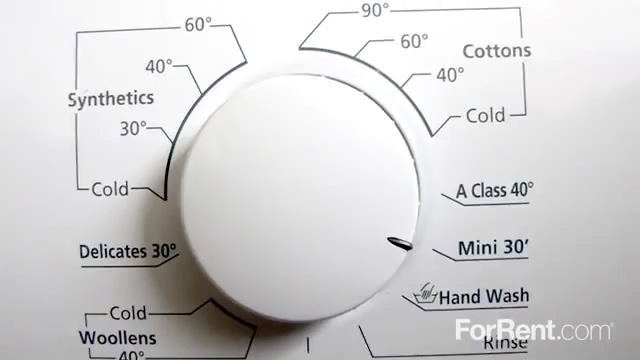 60°
40°
Synthetics
30°
Cold
Delicates 30°
Cold
Woollens
40°
90°
60°
Cottons
40°
Cold
A Class 40°
Mini 30'
Hand Wash
Rinse
ForRent.com®